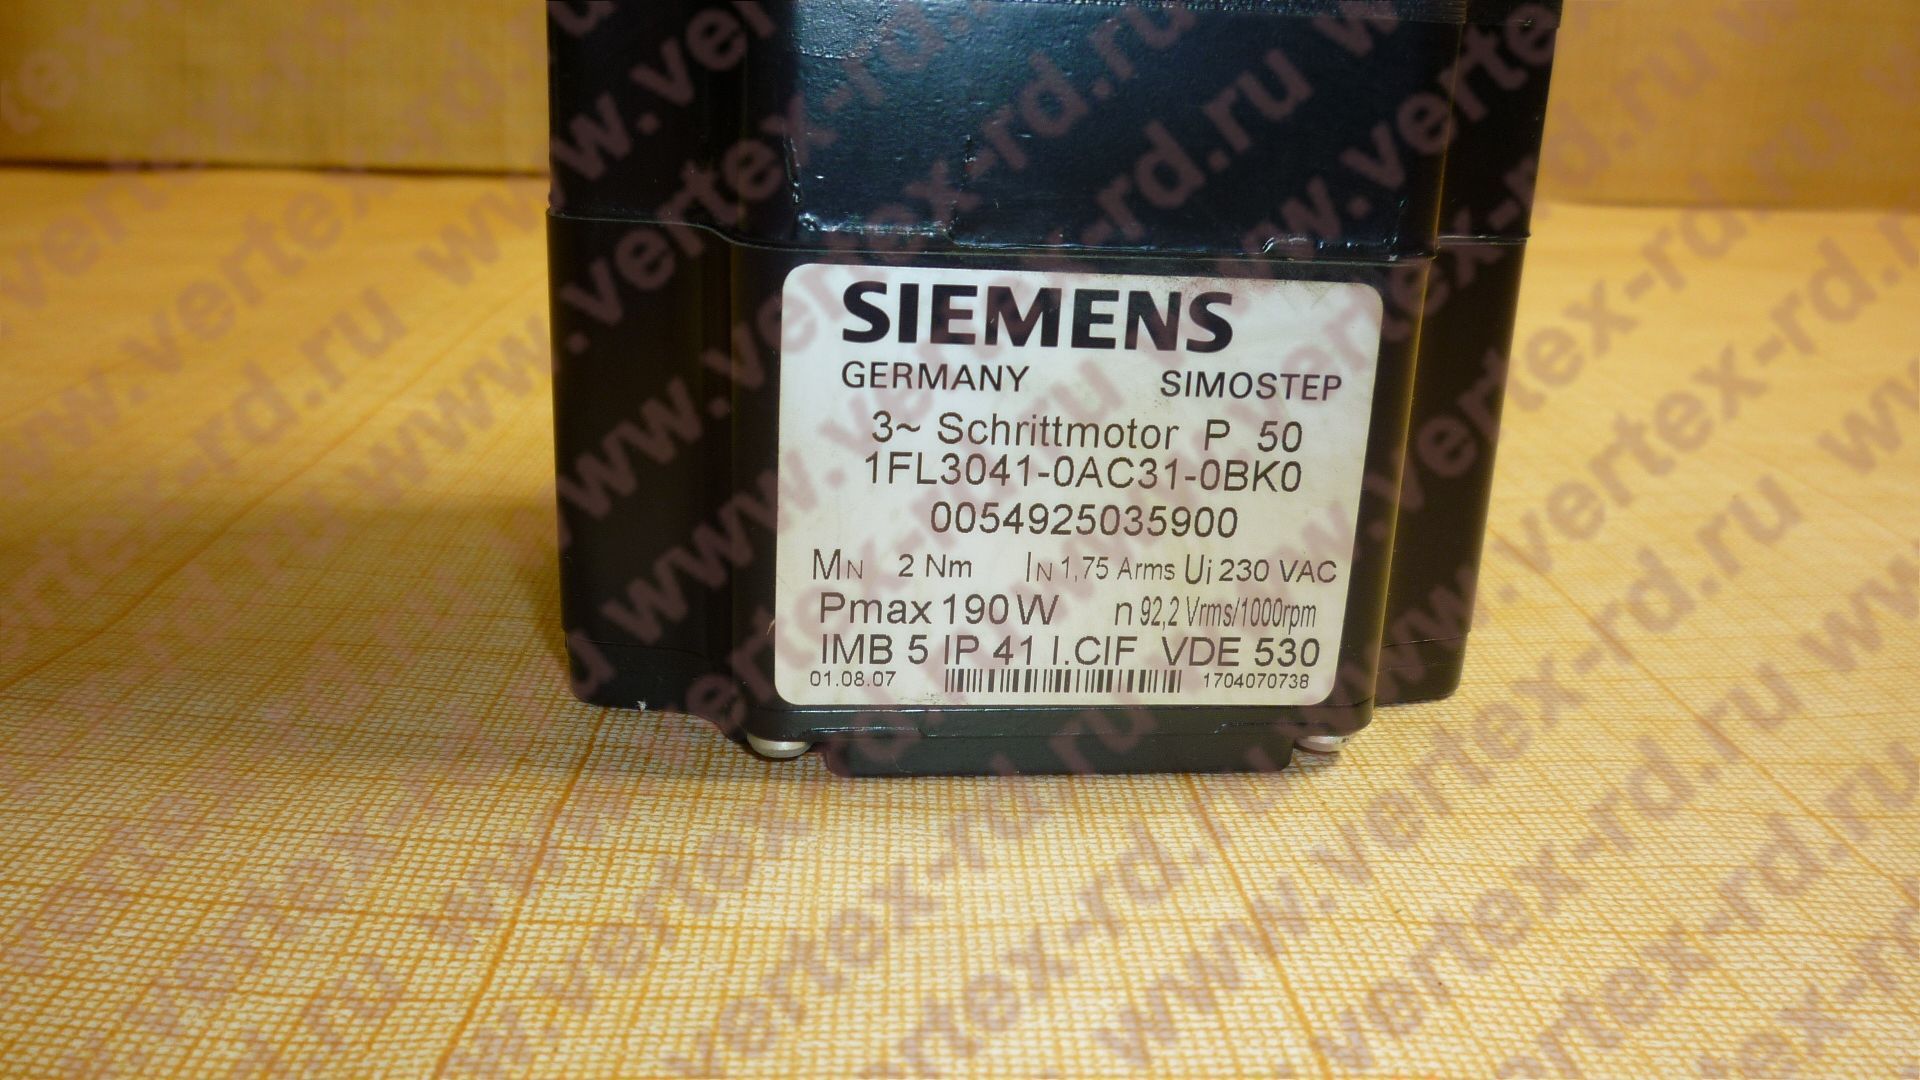 SIEMENS
GERMANY SIMOSTEP
3~ Schrittmotor P 50
1FL3041-0AC31-0BK0
0054925035900
MN 2 Nm IN 1,75 Arms Ui 230 VAC
Pmax 190 W n 92,2 Vrms/1000rpm
IMB 5 IP 41 I.CIF VDE 530
01.08.07 1704070738
www.vertex-rd.ru